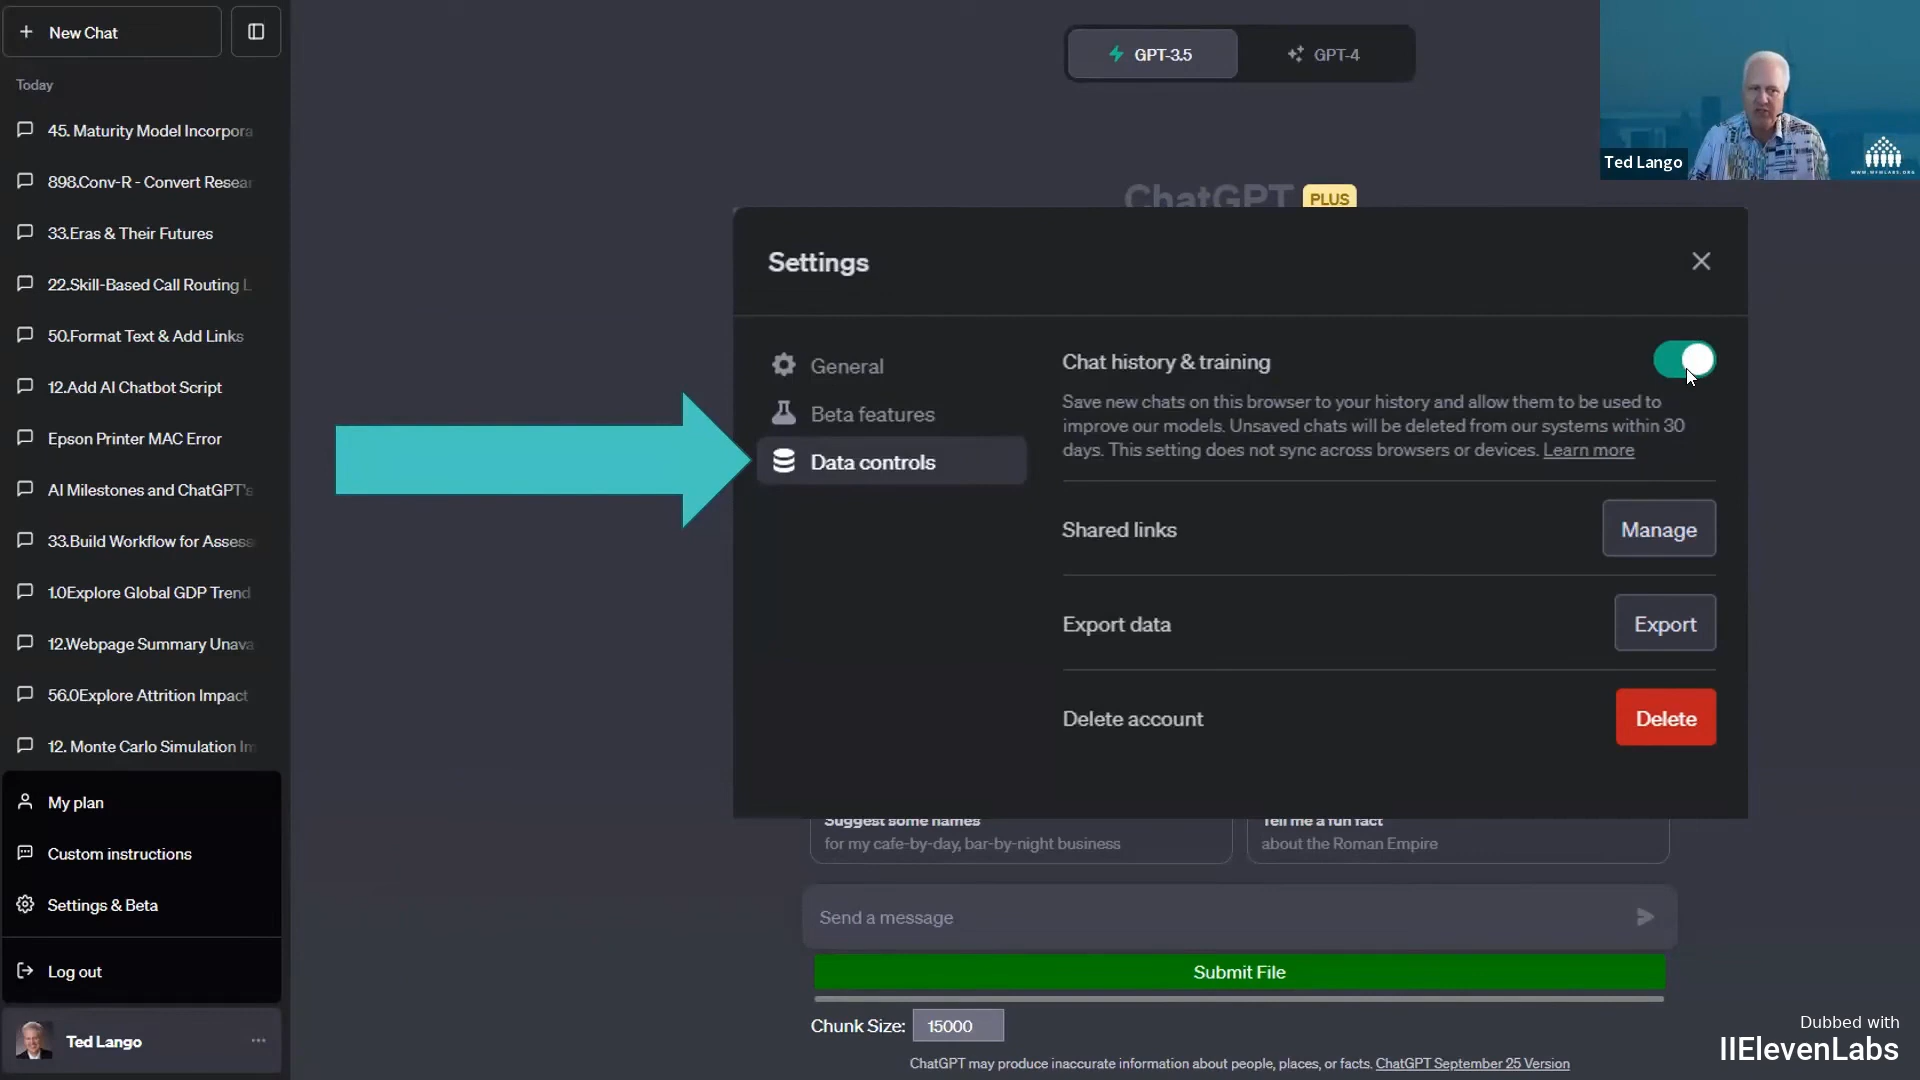 New Chat
Today
45. Maturity Model Incorpora
898.Conv-R - Convert Resear
33.Eras & Their Futures
22.Skill-Based Call Routing L
50.Format Text & Add Links
12.Add AI Chatbot Script
Epson Printer MAC Error
AI Milestones and ChatGPT's
33.Build Workflow for Assess
1.0Explore Global GDP Trend
12.Webpage Summary Unava
56.0Explore Attrition Impact
12. Monte Carlo Simulation Im
My plan
Custom instructions
Settings & Beta
Log out
Ted Lango
GPT-3.5
GPT-4
ChatGPT PLUS
Settings
General
Beta features
Data controls
Chat history & training
Save new chats on this browser to your history and allow them to be used to
improve our models. Unsaved chats will be deleted from our systems within 30
days. This setting does not sync across browsers or devices. Learn more
Shared links
Manage
Export data
Export
Delete account
Delete
Suggest some names
for my cafe-by-day, bar-by-night business
Tell me a fun fact
about the Roman Empire
Send a message
Submit File
Chunk Size: 15000
ChatGPT may produce inaccurate information about people, places, or facts. ChatGPT September 25 Version
Ted Lango
WWW.WFMLABS.ORG
Dubbed with
IIElevenLabs